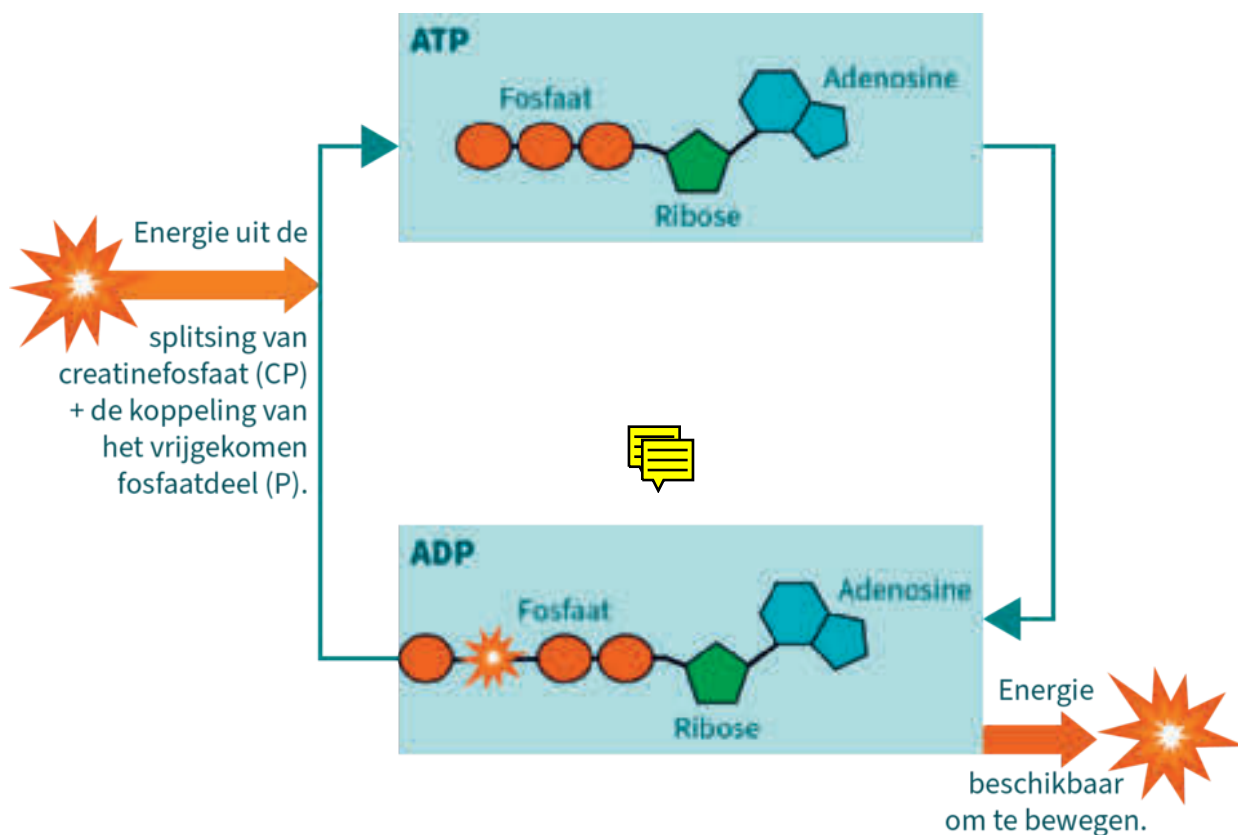 ATP
Adenosine
Fosfaat
Ribose
Energie uit de
splitsing van
creatinefosfaat (CP)
+ de koppeling van
het vrijgekomen
fosfaatdeel (P).
ADP
Adenosine
Fosfaat
Ribose
Energie
beschikbaar
om te bewegen.